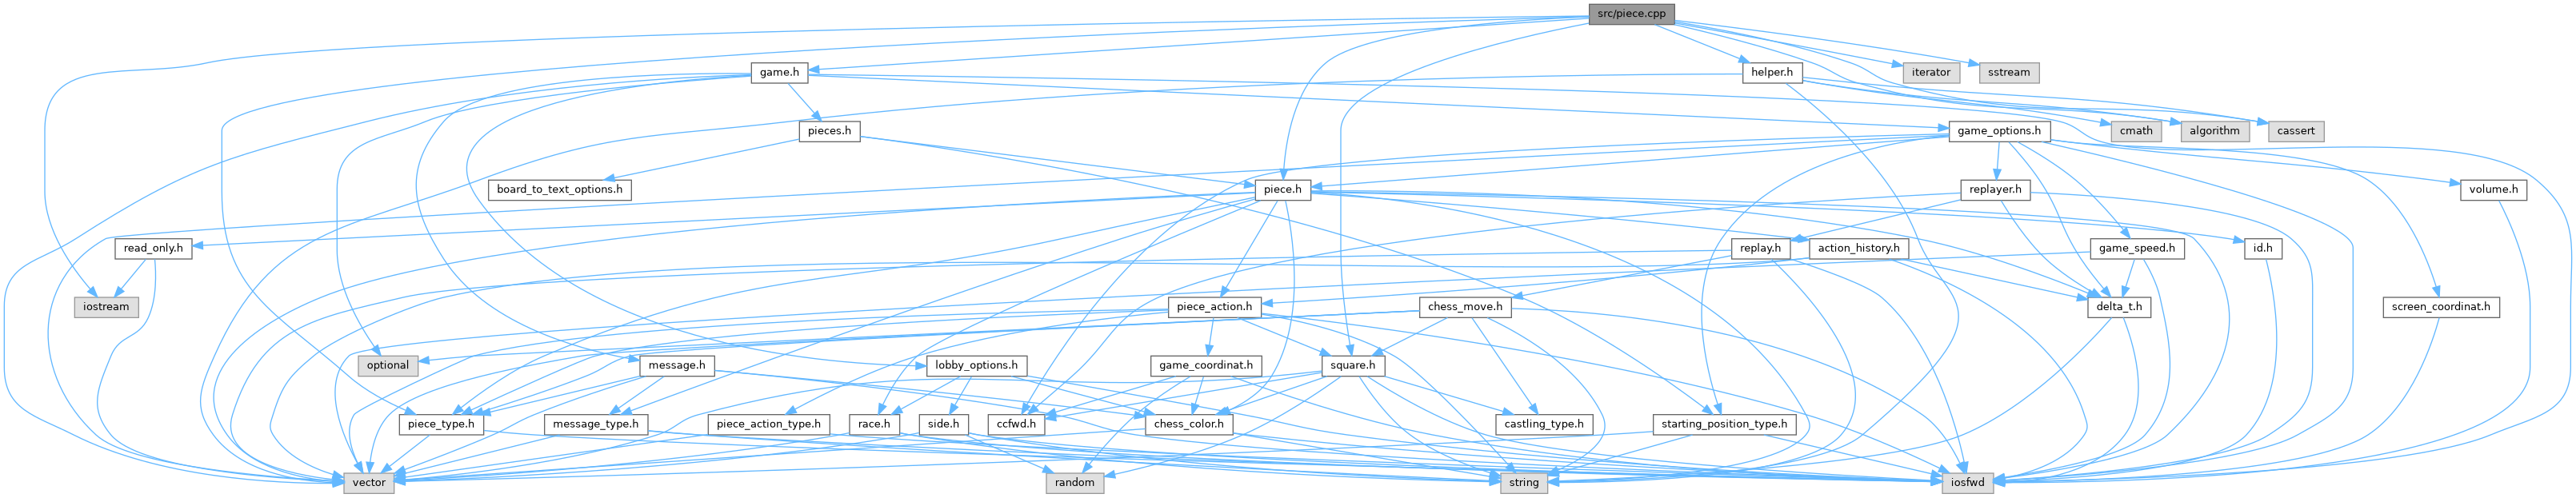 src/piece.cpp
game.h
helper.h
iterator
sstream
pieces.h
game_options.h
cmath
algorithm
cassert
board_to_text_options.h
piece.h
replayer.h
volume.h
read_only.h
replay.h
action_history.h
game_speed.h
id.h
iostream
piece_action.h
chess_move.h
delta_t.h
screen_coordinat.h
optional
message.h
lobby_options.h
game_coordinat.h
square.h
piece_type.h
message_type.h
piece_action_type.h
race.h
side.h
ccfwd.h
chess_color.h
castling_type.h
starting_position_type.h
vector
random
string
iosfwd